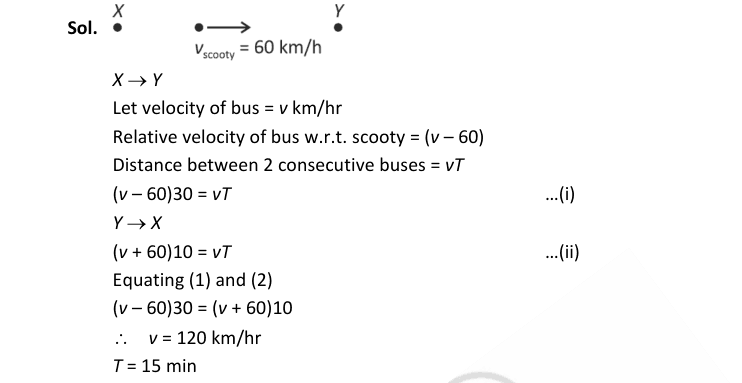 X Y
Sol.
v_scooty = 60 km/h
X → Y
Let velocity of bus = v km/hr
Relative velocity of bus w.r.t. scooty = (v – 60)
Distance between 2 consecutive buses = vT
(v – 60)30 = vT ...(i)
Y → X
(v + 60)10 = vT ...(ii)
Equating (1) and (2)
(v – 60)30 = (v + 60)10
∴ v = 120 km/hr
T = 15 min